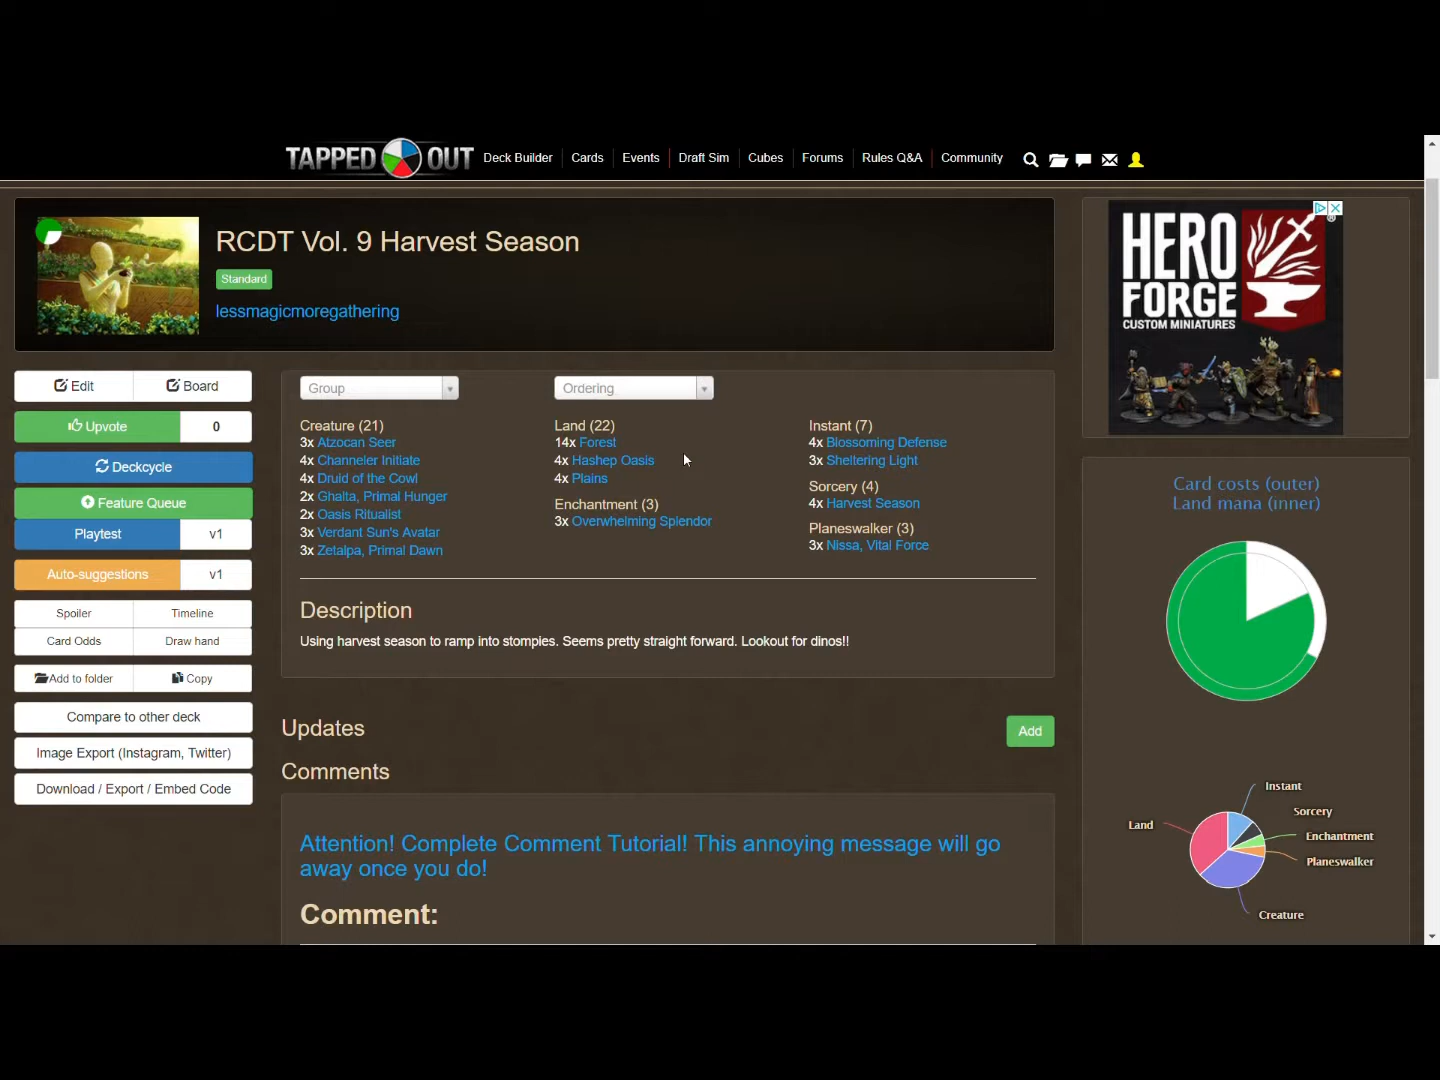 TAPPED OUT
Deck Builder
Cards
Events
Draft Sim
Cubes
Forums
Rules Q&A
Community
RCDT Vol. 9 Harvest Season
Standard
lessmagicmoregathering
HERO
FORGE
®
CUSTOM MINIATURES
Edit
Board
Upvote
0
Deckcycle
Feature Queue
Playtest
v1
Auto-suggestions
v1
Spoiler
Timeline
Card Odds
Draw hand
Add to folder
Copy
Compare to other deck
Image Export (Instagram, Twitter)
Download / Export / Embed Code
Group
Ordering
Creature (21)
3x Atzocan Seer
4x Channeler Initiate
4x Druid of the Cowl
2x Ghalta, Primal Hunger
2x Oasis Ritualist
3x Verdant Sun's Avatar
3x Zetalpa, Primal Dawn
Land (22)
14x Forest
4x Hashep Oasis
4x Plains
Enchantment (3)
3x Overwhelming Splendor
Instant (7)
4x Blossoming Defense
3x Sheltering Light
Sorcery (4)
4x Harvest Season
Planeswalker (3)
3x Nissa, Vital Force
Description
Using harvest season to ramp into stompies. Seems pretty straight forward. Lookout for dinos!!
Updates
Add
Comments
Attention! Complete Comment Tutorial! This annoying message will go
away once you do!
Comment:
Card costs (outer)
Land mana (inner)
Instant
Sorcery
Land
Enchantment
Planeswalker
Creature